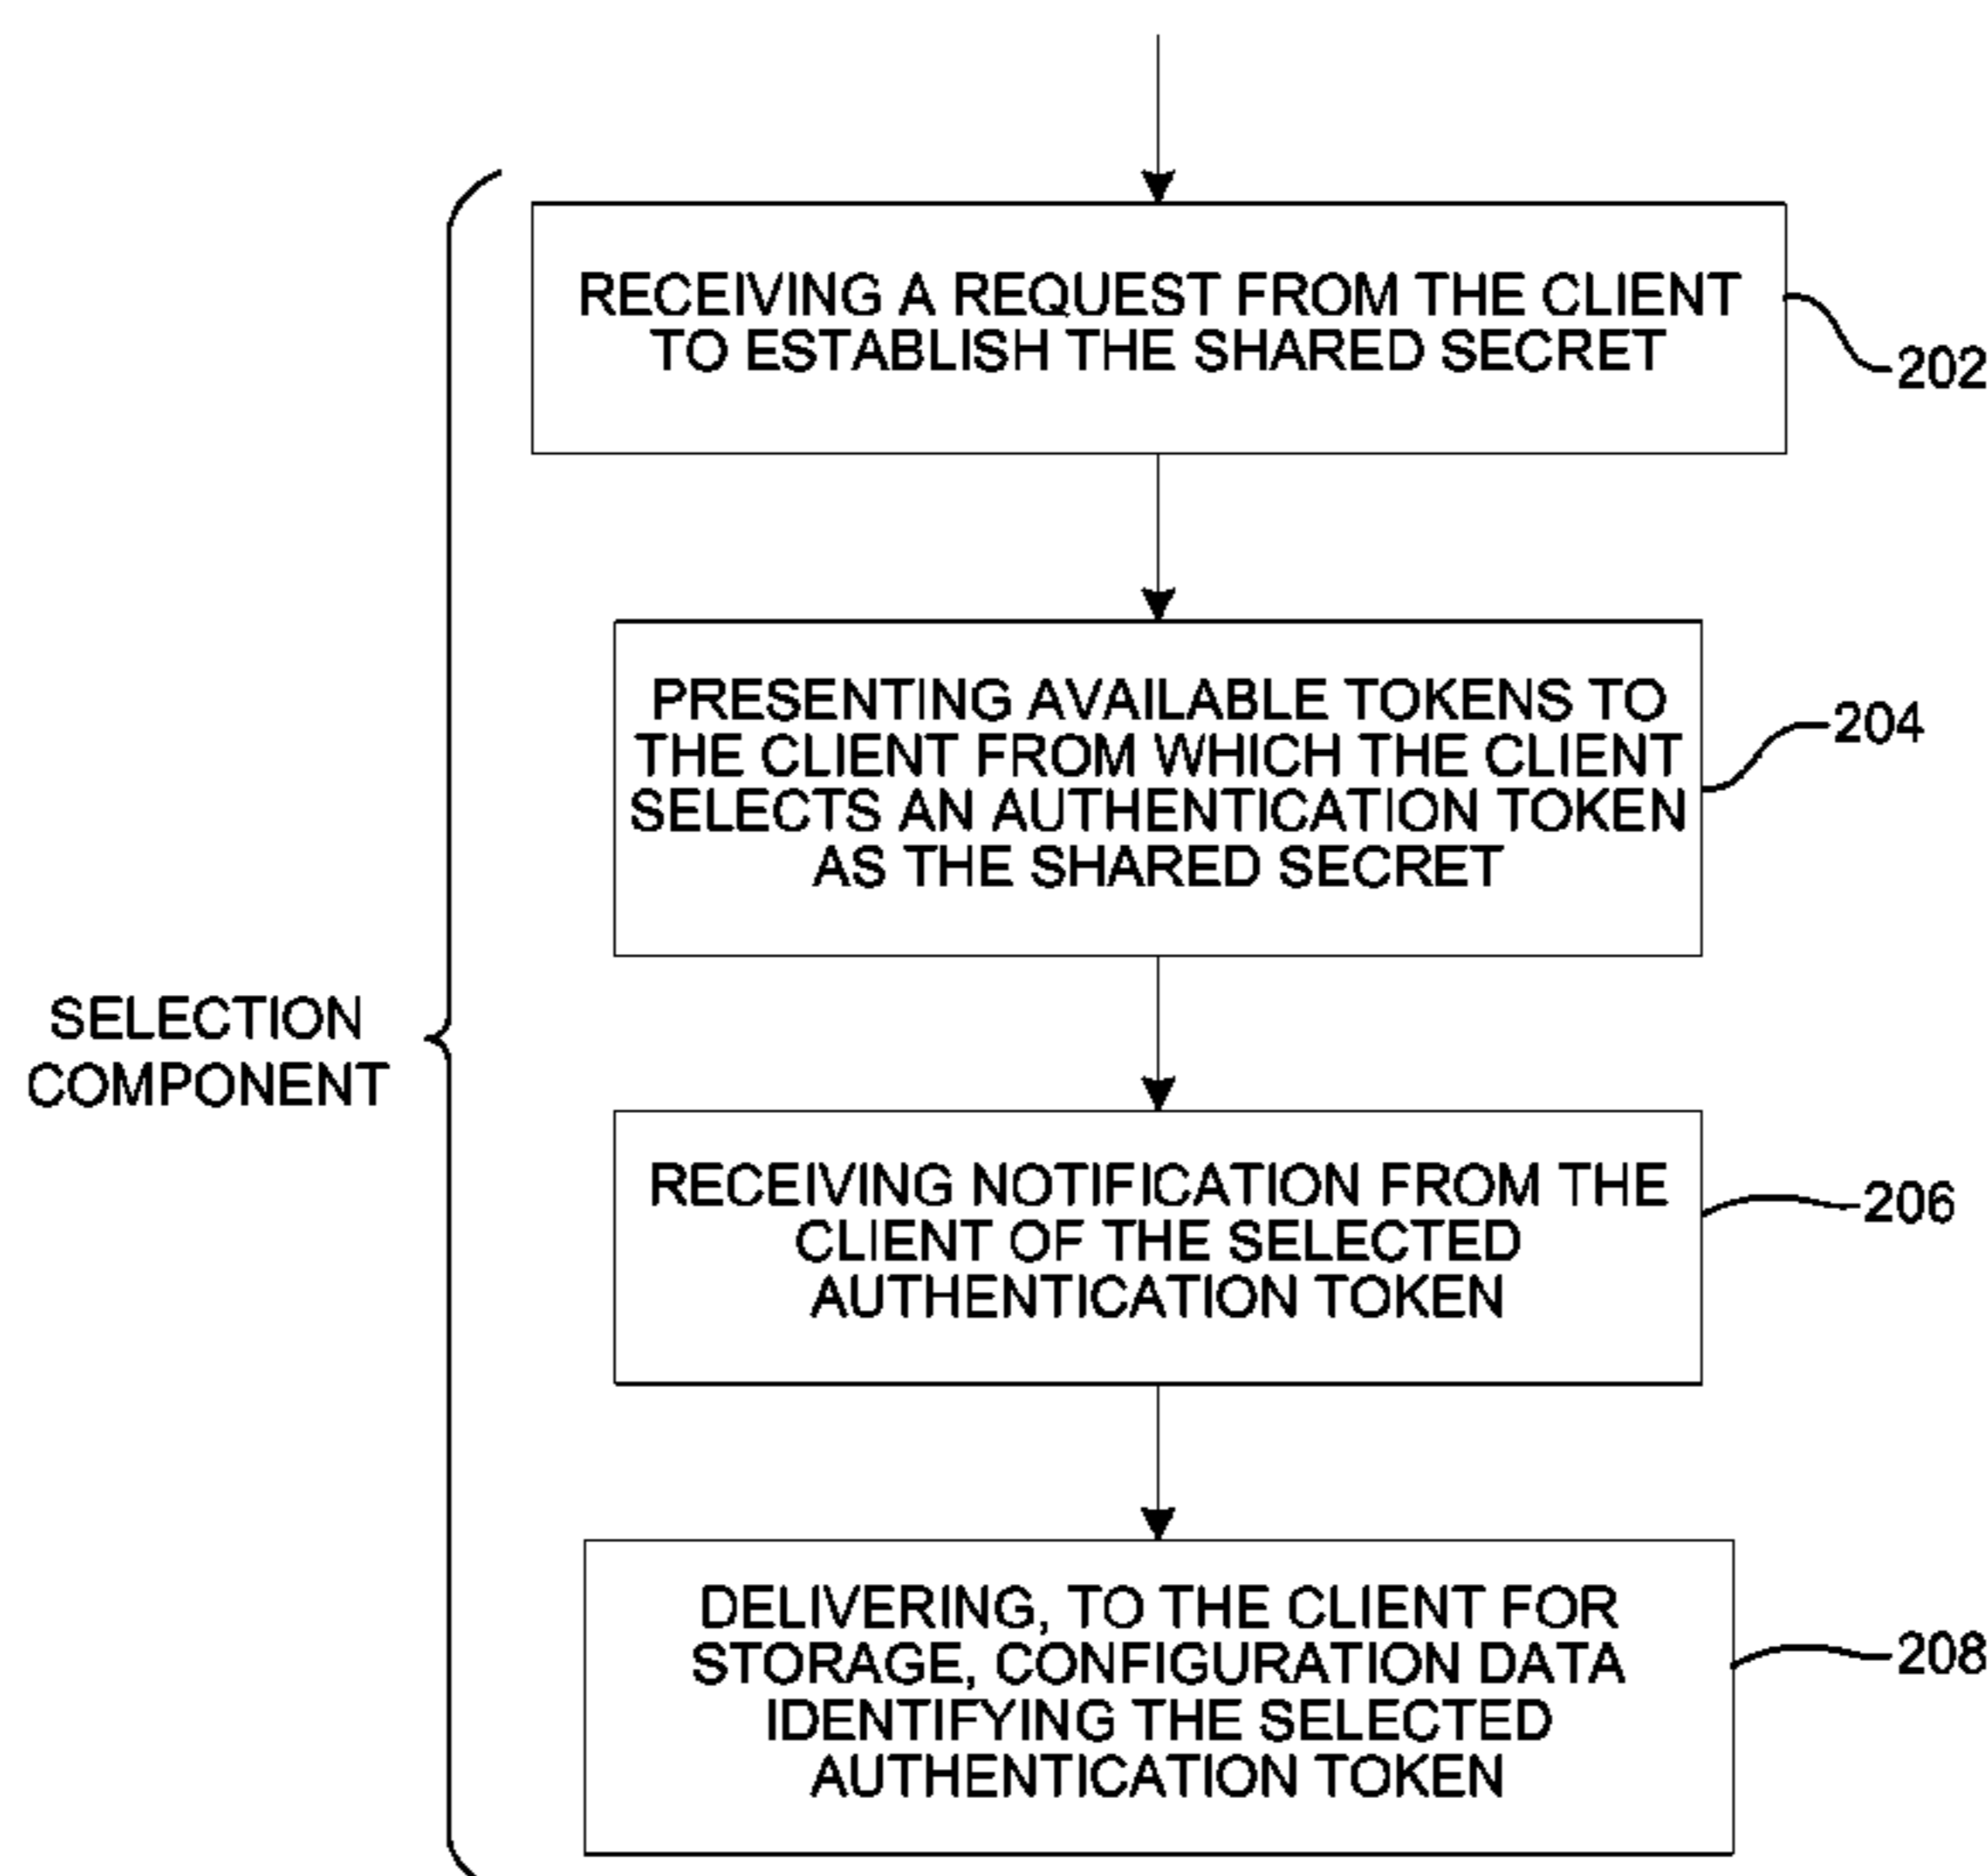 RECEIVING A REQUEST FROM THE CLIENT
TO ESTABLISH THE SHARED SECRET
202
PRESENTING AVAILABLE TOKENS TO
THE CLIENT FROM WHICH THE CLIENT
SELECTS AN AUTHENTICATION TOKEN
AS THE SHARED SECRET
204
SELECTION
COMPONENT
RECEIVING NOTIFICATION FROM THE
CLIENT OF THE SELECTED
AUTHENTICATION TOKEN
206
DELIVERING, TO THE CLIENT FOR
STORAGE, CONFIGURATION DATA
IDENTIFYING THE SELECTED
AUTHENTICATION TOKEN
208